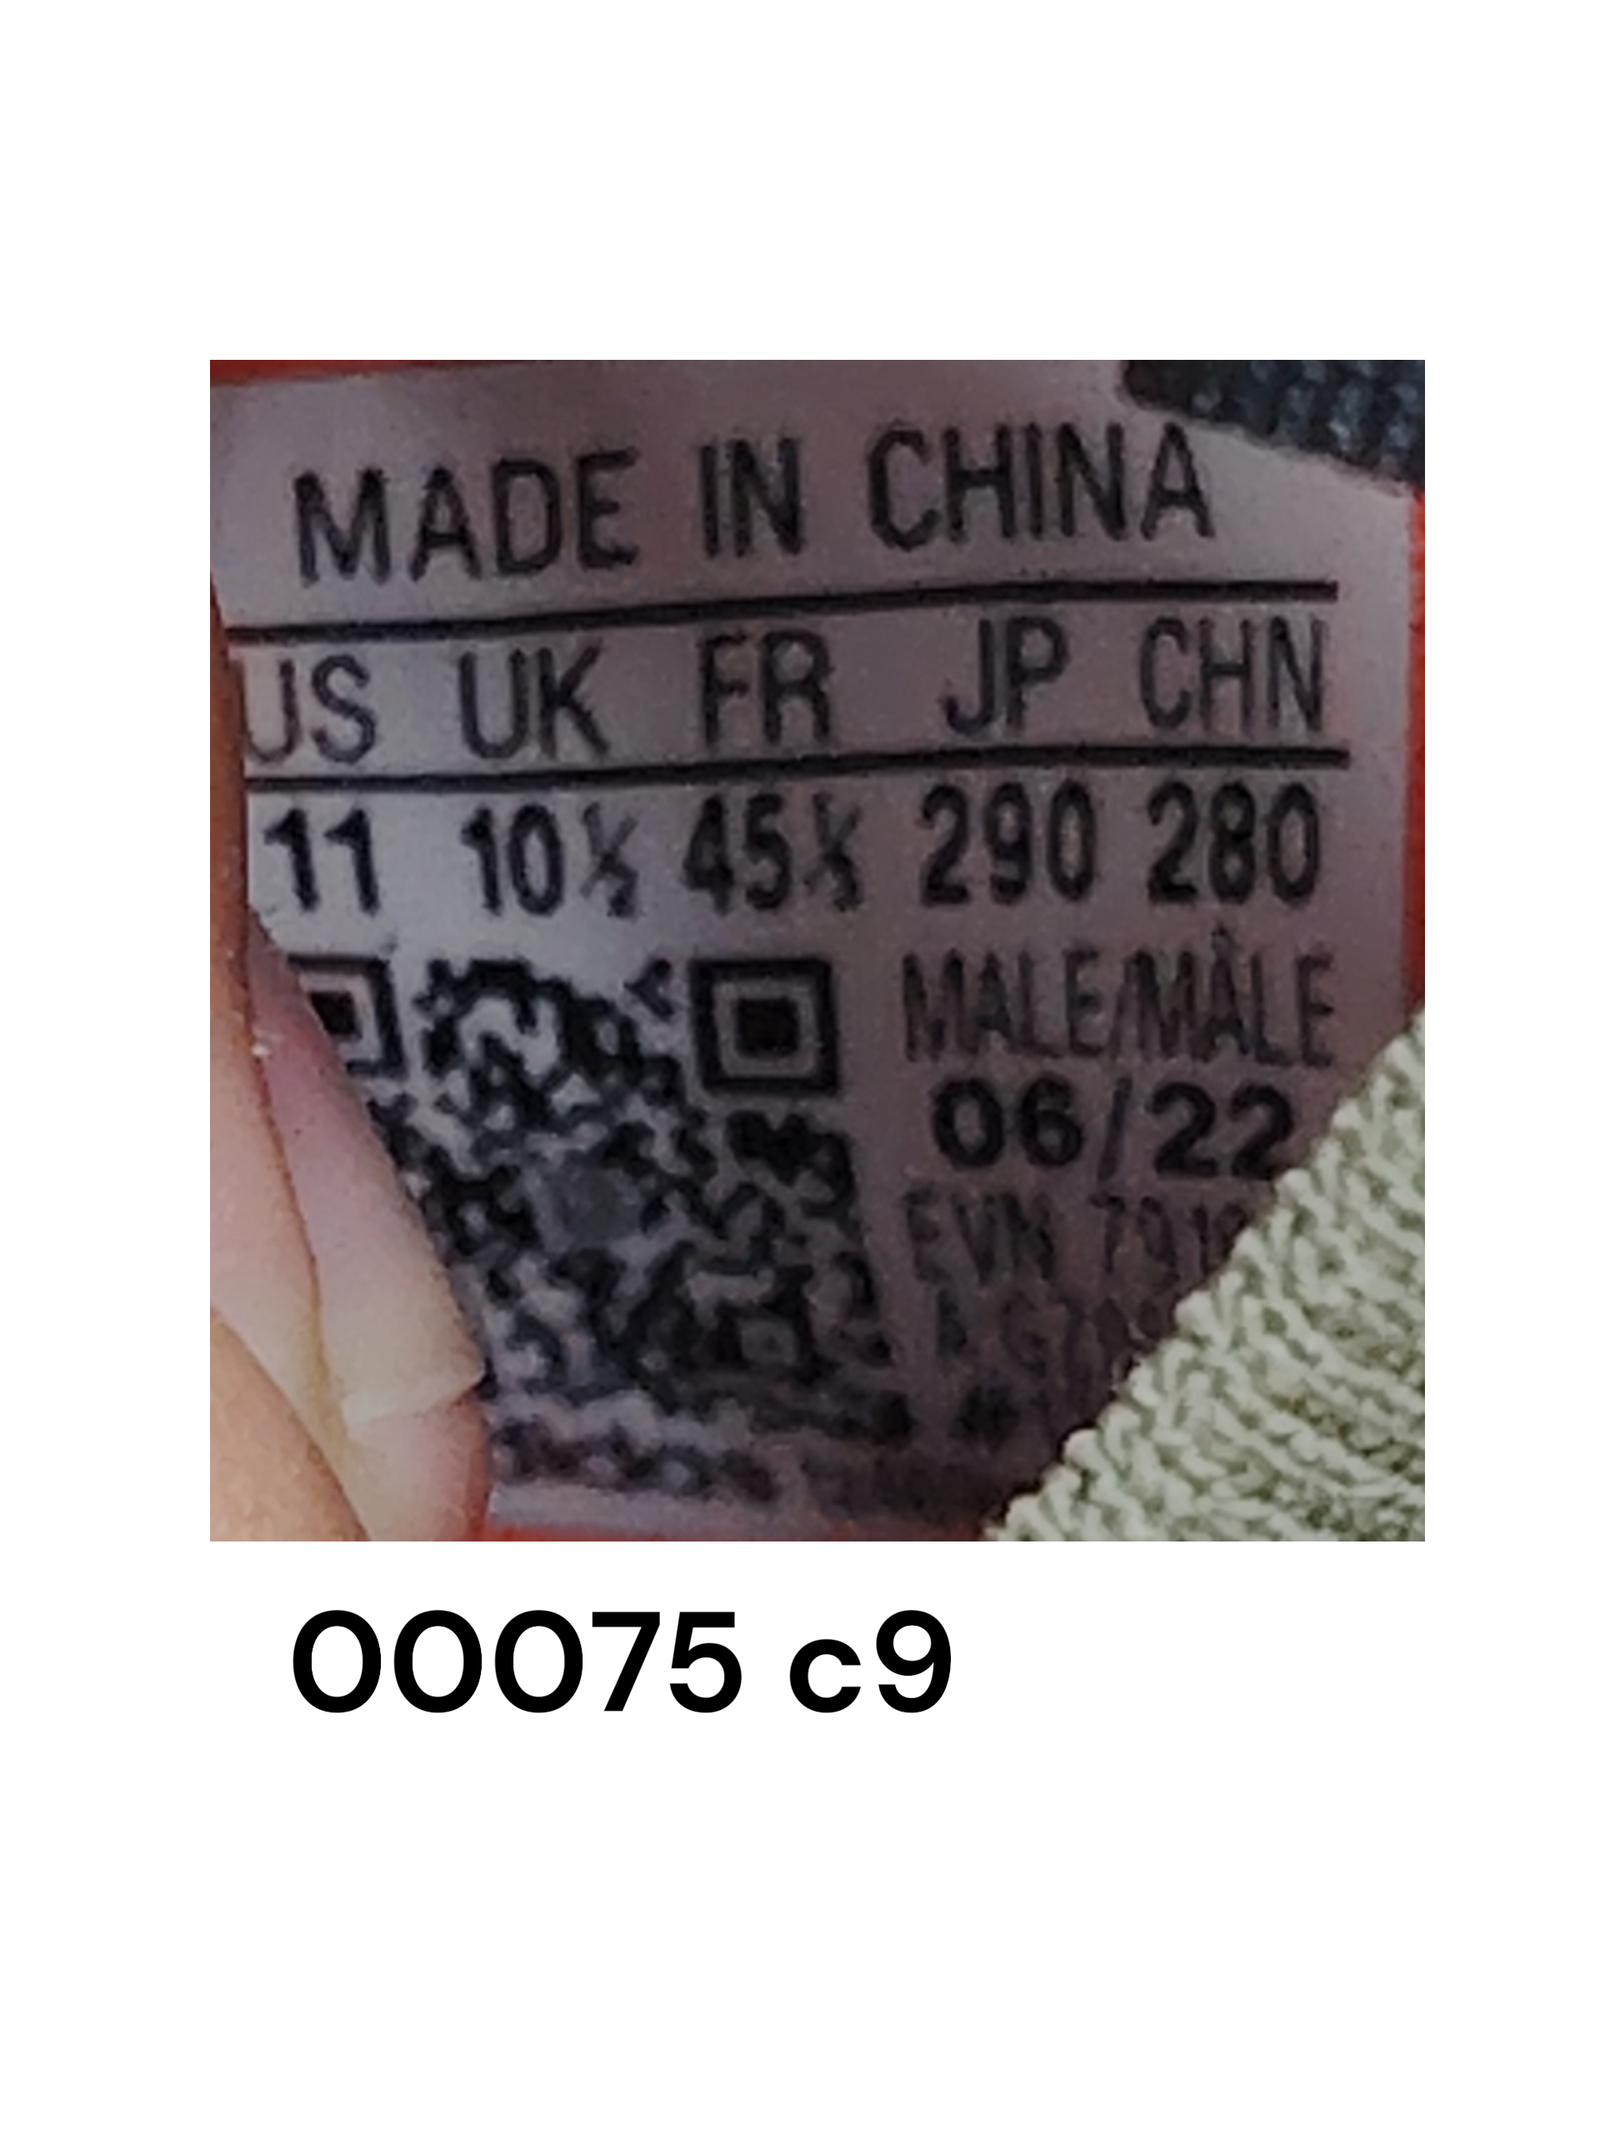 MADE IN CHINA
US UK FR JP CHN
11 10½ 45⅓ 290 280
MALE/MÂLE
06/22
EVN
00075 c9